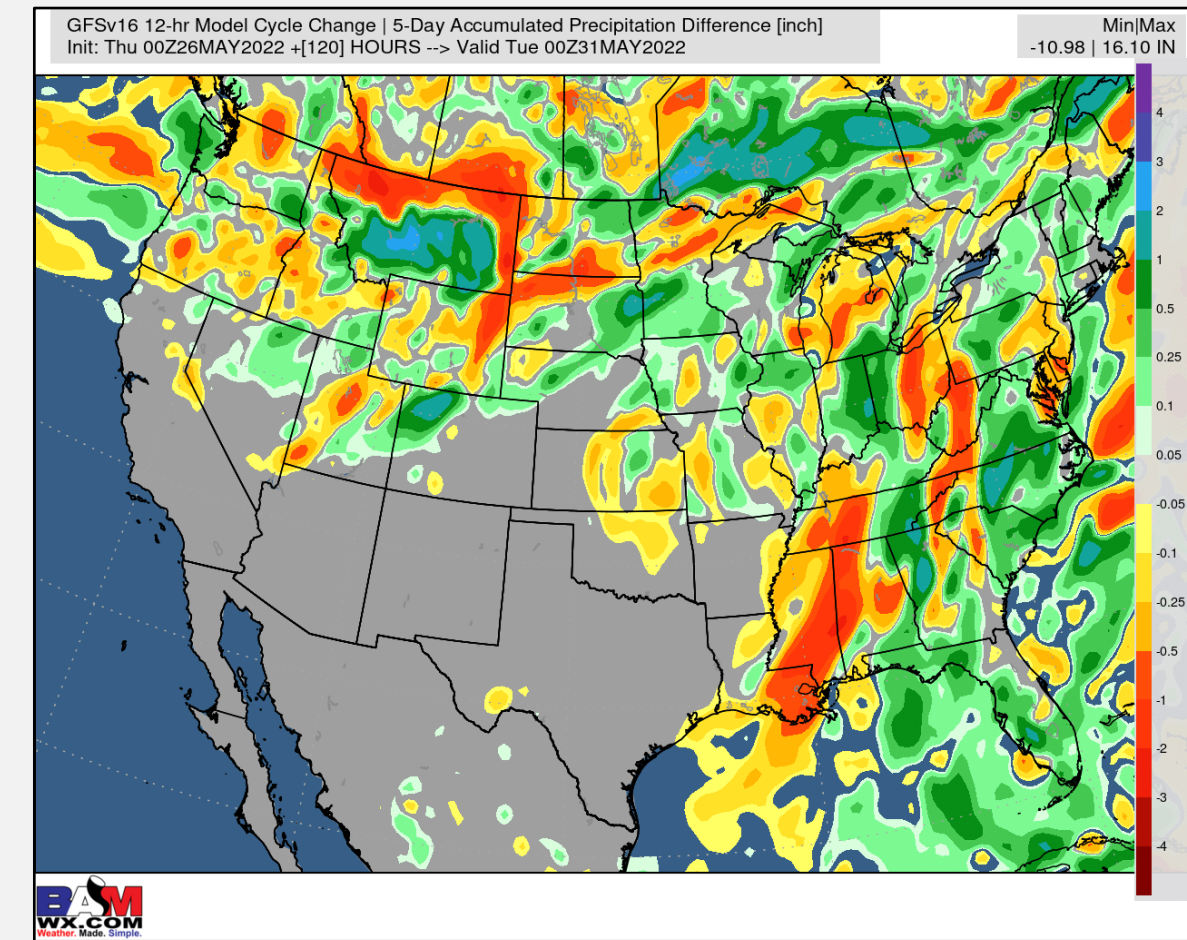 GFSv16 12-hr Model Cycle Change | 5-Day Accumulated Precipitation Difference [inch]
Init: Thu 00Z26MAY2022 +[120] HOURS --> Valid Tue 00Z31MAY2022
Min|Max
-10.98 | 16.10 IN
4
3
2
1
0.5
0.25
0.1
0.05
-0.05
-0.1
-0.25
-0.5
-1
-2
-3
-4
BAM
WX.COM
Weather. Made. Simple.